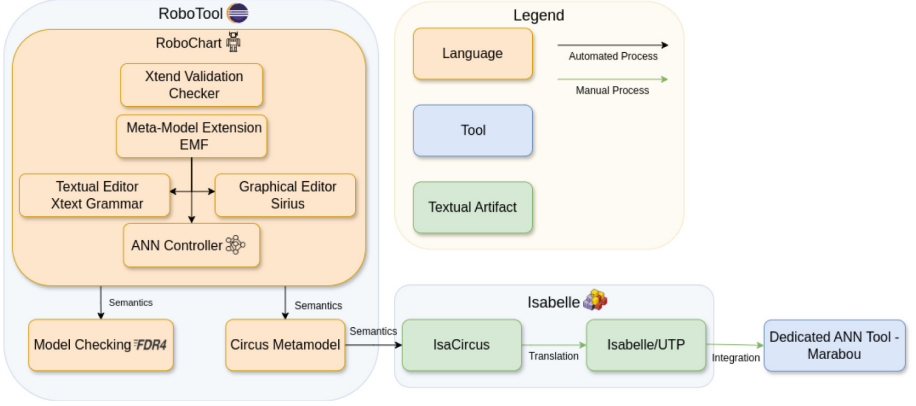 RoboTool
RoboChart
Xtend Validation
Checker
Meta-Model Extension
EMF
Textual Editor
Xtext Grammar
Graphical Editor
Sirius
ANN Controller
Semantics
Semantics
Model Checking FDR4
Circus Metamodel
Legend
Language
Automated Process
Manual Process
Tool
Textual Artifact
Isabelle
Semantics
IsaCircus
Translation
Isabelle/UTP
Integration
Dedicated ANN Tool -
Marabou